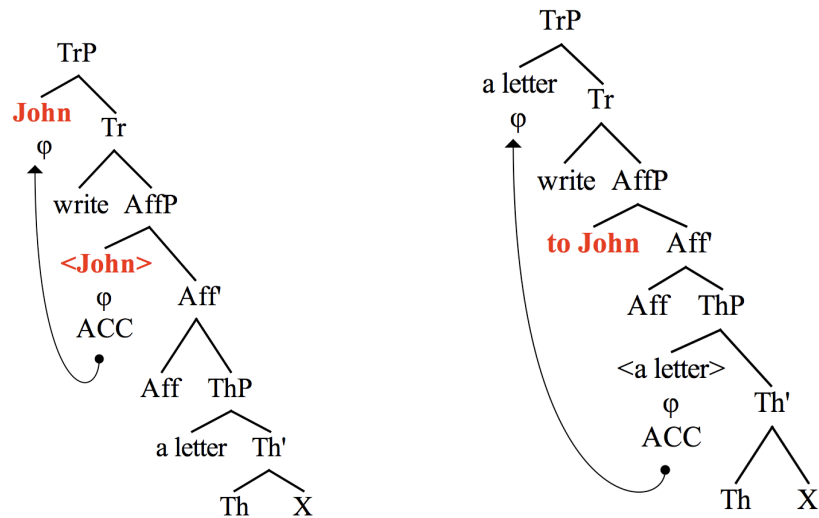 TrP
John
φ
Tr
write AffP
<John>
φ
ACC
Aff'
Aff ThP
a letter Th'
Th X
TrP
a letter
φ
Tr
write AffP
to John Aff'
Aff ThP
<a letter>
φ
ACC
Th'
Th X